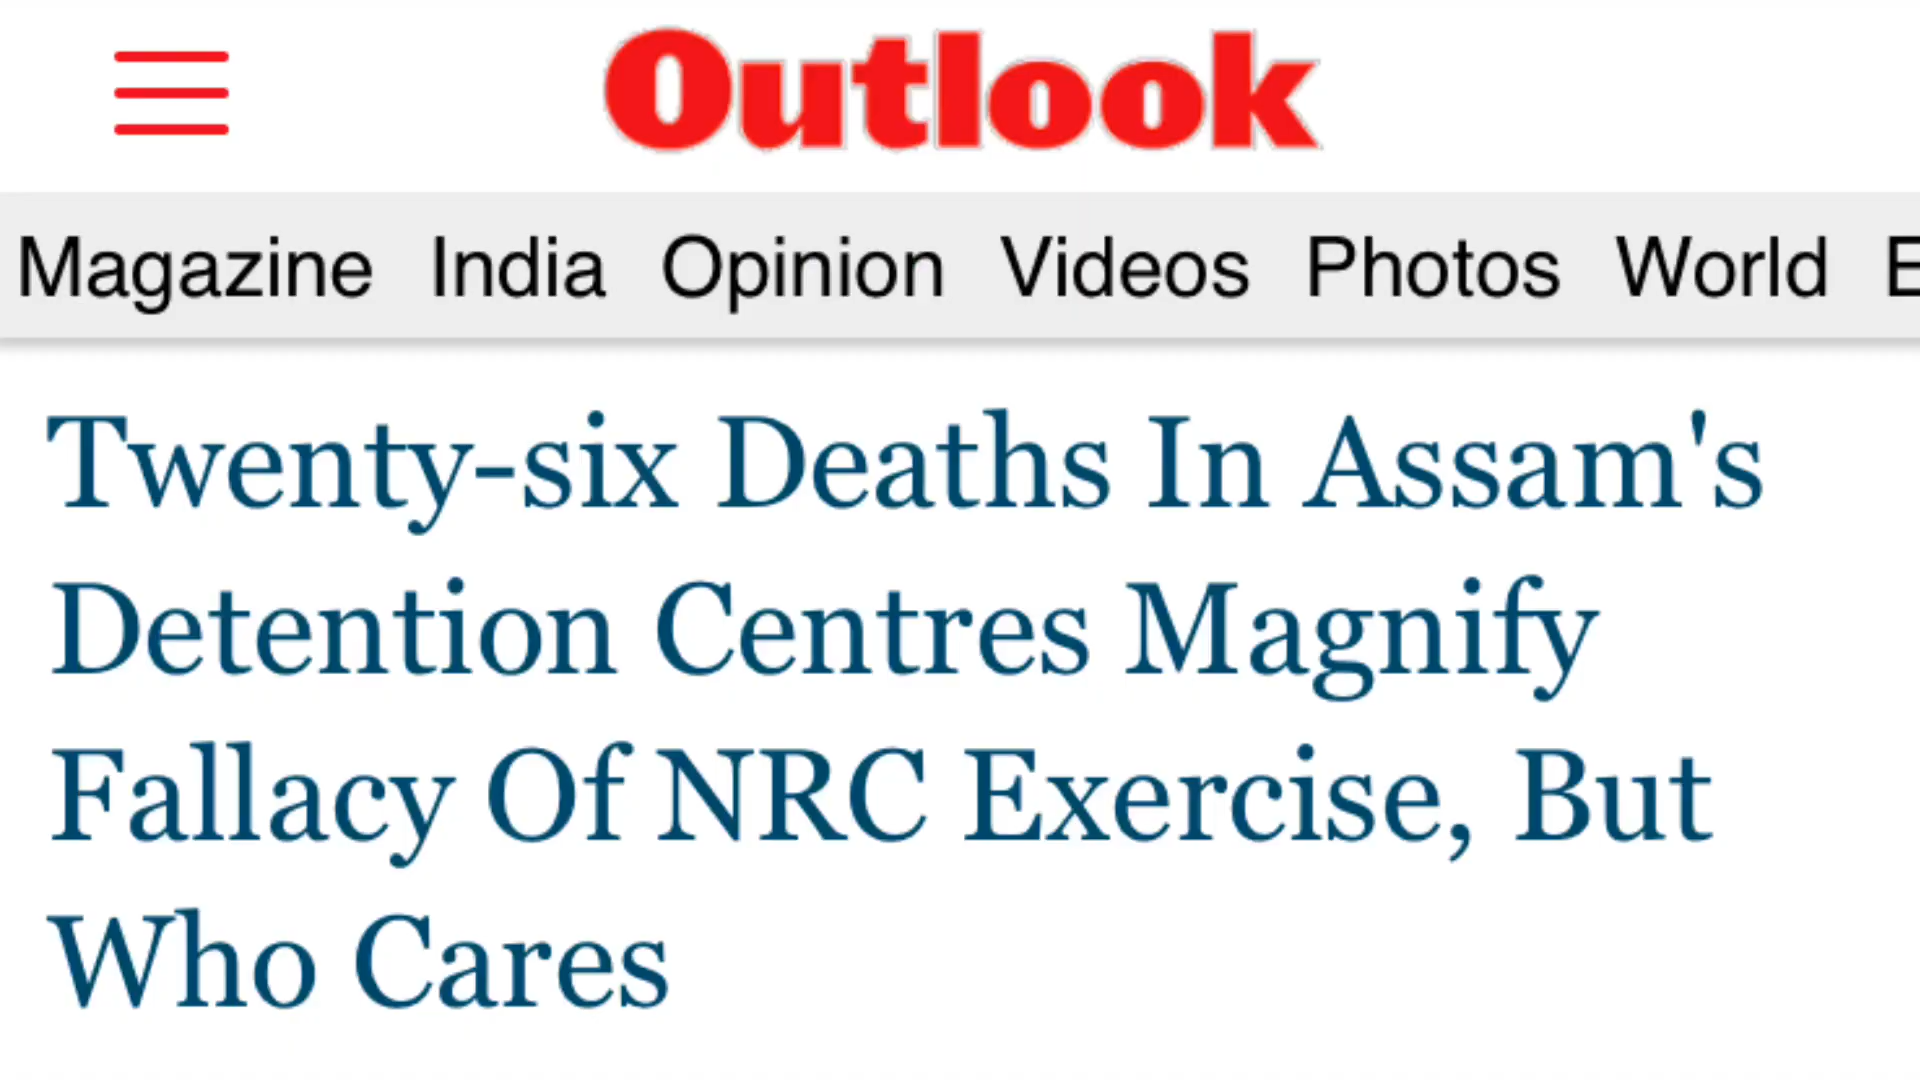 Outlook
Magazine India Opinion Videos Photos World E
Twenty-six Deaths In Assam's
Detention Centres Magnify
Fallacy Of NRC Exercise, But
Who Cares